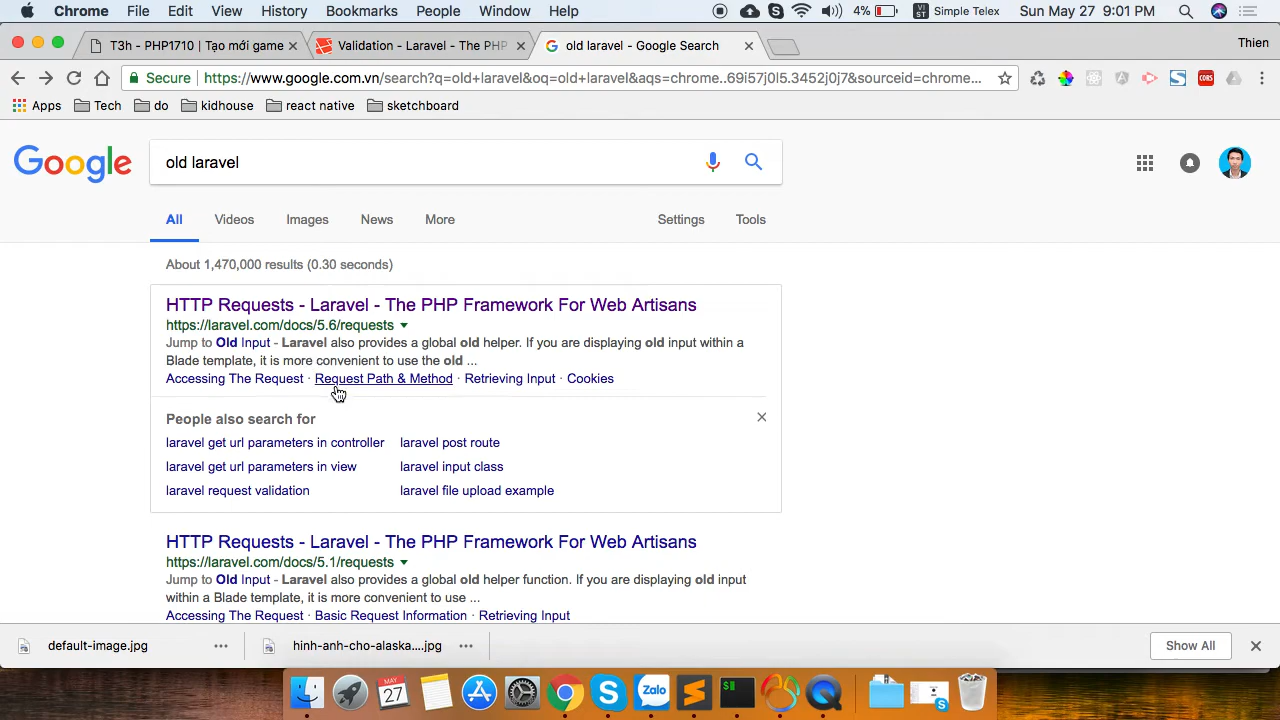 Chrome File Edit View History Bookmarks People Window Help 4% VI ST Simple Telex Sun May 27 9:01 PM
T3h - PHP1710 | Tạo mới game Validation - Laravel - The PHP old laravel - Google Search Thien
Secure https://www.google.com.vn/search?q=old+laravel&oq=old+laravel&aqs=chrome..69i57j0l5.3452j0j7&sourceid=chrome... CORS
Apps Tech do kidhouse react native sketchboard
Google old laravel
All Videos Images News More Settings Tools
About 1,470,000 results (0.30 seconds)
HTTP Requests - Laravel - The PHP Framework For Web Artisans
https://laravel.com/docs/5.6/requests
Jump to Old Input - Laravel also provides a global old helper. If you are displaying old input within a
Blade template, it is more convenient to use the old ...
Accessing The Request · Request Path & Method · Retrieving Input · Cookies
People also search for
laravel get url parameters in controller laravel post route
laravel get url parameters in view laravel input class
laravel request validation laravel file upload example
HTTP Requests - Laravel - The PHP Framework For Web Artisans
https://laravel.com/docs/5.1/requests
Jump to Old Input - Laravel also provides a global old helper function. If you are displaying old input
within a Blade template, it is more convenient to use ...
Accessing The Request · Basic Request Information · Retrieving Input
default-image.jpg hinh-anh-cho-alaska....jpg Show All
MAY 27 Zalo